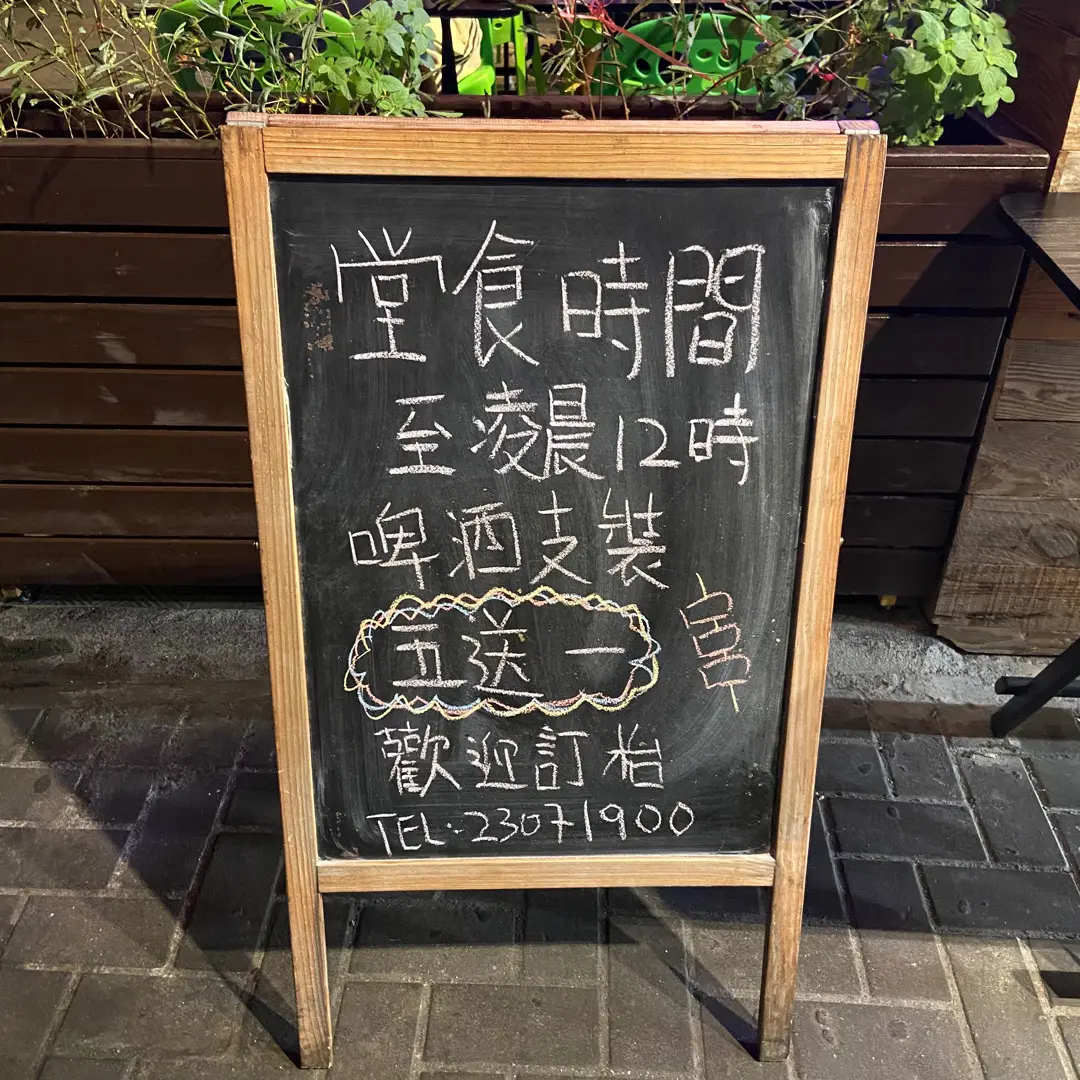 堂食時間
至凌晨12時
啤酒支裝
五送一
歡迎訂枱
TEL:23071900